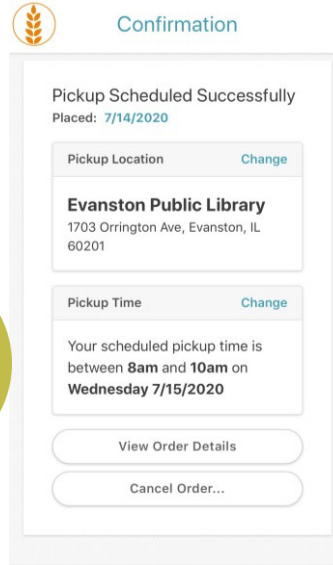 Confirmation
Pickup Scheduled Successfully
Placed: 7/14/2020
Pickup Location Change
Evanston Public Library
1703 Orrington Ave, Evanston, IL
60201
Pickup Time Change
Your scheduled pickup time is
between 8am and 10am on
Wednesday 7/15/2020
View Order Details
Cancel Order...